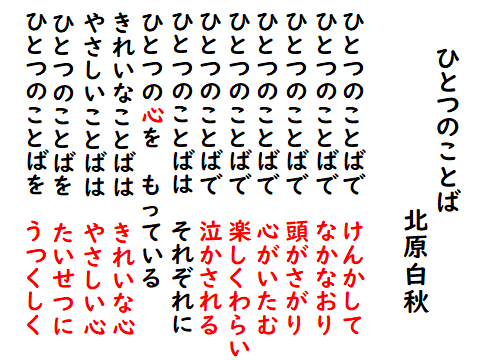 ひとつのことば
北原白秋
ひとつのことばで けんかして
ひとつのことばで なかなおり
ひとつのことばで 頭がさがり
ひとつのことばで 心がいたむ
ひとつのことばで 楽しくわらい
ひとつのことばで 泣かされる
ひとつのことばは それぞれに
ひとつの心を もっている
きれいなことばは きれいな心
やさしいことばは やさしい心
ひとつのことばを たいせつに
ひとつのことばを うつくしく